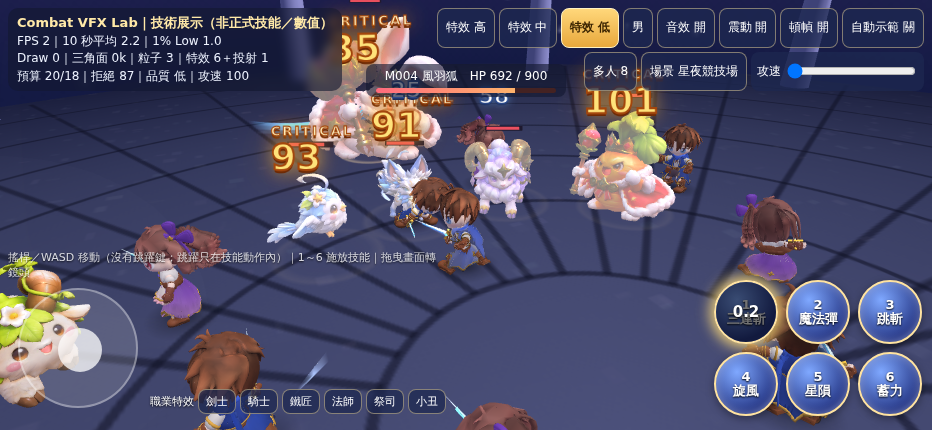 Combat VFX Lab｜技術展示（非正式技能／數值）
FPS 2｜10 秒平均 2.2｜1% Low 1.0
Draw 0｜三角面 0k｜粒子 3｜特效 6＋投射 1
預算 20/18｜拒絕 87｜品質 低｜攻速 100
特效 高
特效 中
特效 低
男
音效 開
震動 開
頓幀 開
自動示範 關
多人 8
場景 星夜競技場
攻速
M004 風羽狐 HP 692 / 900
CRITICAL
91
CRITICAL
93
101
搖桿／WASD 移動（沒有跳躍鍵；跳躍只在技能動作內）｜1~6 施放技能｜拖曳畫面轉
鏡頭
0.2
三連斬
2
魔法彈
3
跳斬
4
旋風
5
星隕
6
蓄力
職業特效
劍士
騎士
鐵匠
法師
祭司
小丑